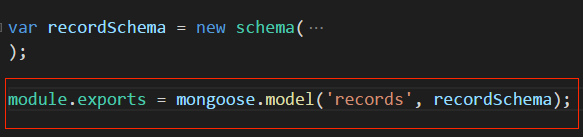 var recordSchema = new schema( ...
);
module.exports = mongoose.model('records', recordSchema);